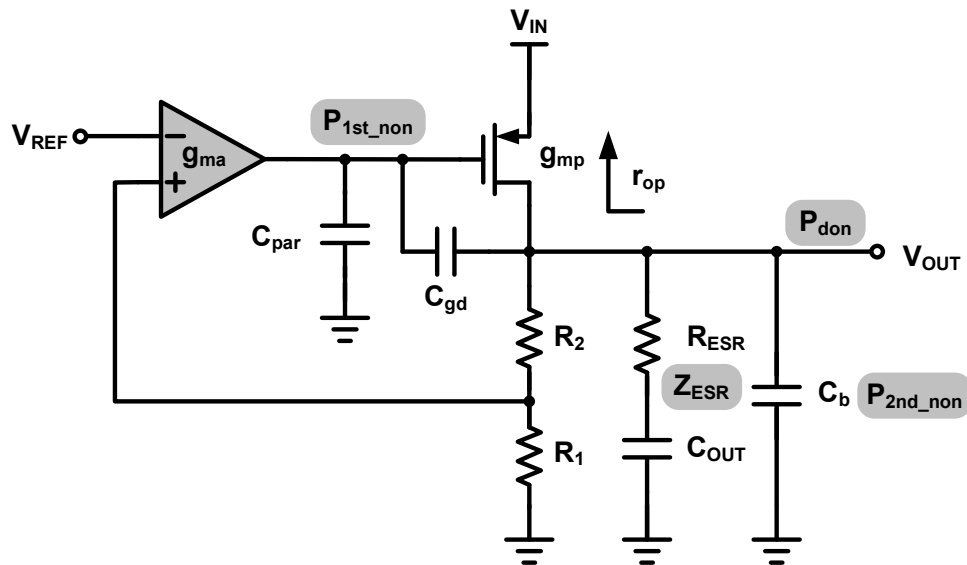 V_IN
P_1st_non
V_REF
−
g_ma
+
g_mp
r_op
C_par
C_gd
P_don
V_OUT
R_2
R_ESR
Z_ESR
C_b
P_2nd_non
R_1
C_OUT